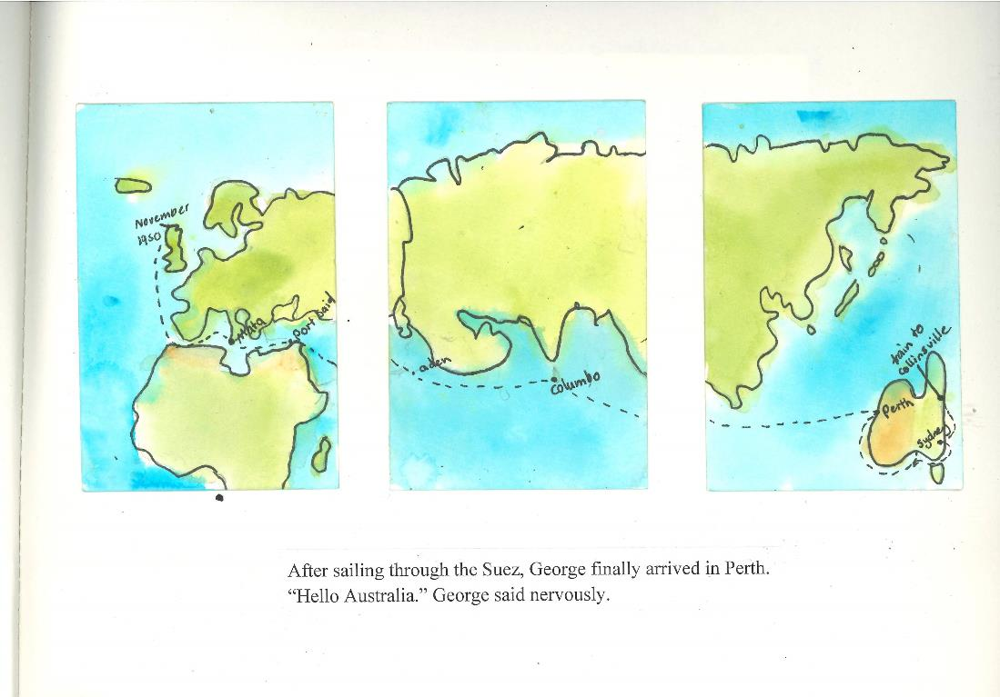 November
1950
malta
port said
aden
columbo
train to
collinsville
Perth
sydney
After sailing through the Suez, George finally arrived in Perth.
“Hello Australia.” George said nervously.